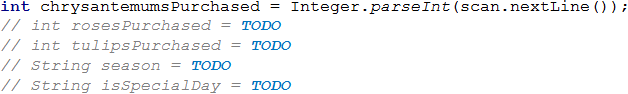 int chrysantemumsPurchased = Integer.parseInt(scan.nextLine());
// int rosesPurchased = TODO
// int tulipsPurchased = TODO
// String season = TODO
// String isSpecialDay = TODO